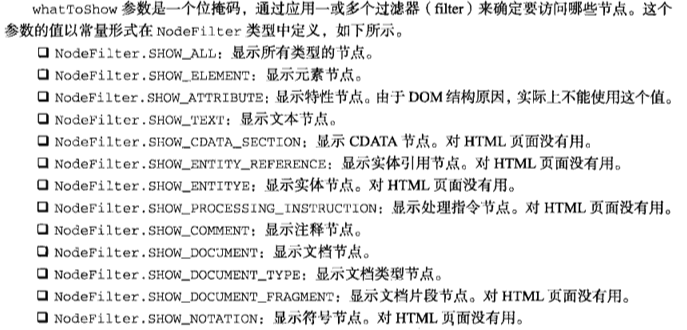 whatToShow 参数是一个位掩码，通过应用一或多个过滤器（filter）来确定要访问哪些节点。这个
参数的值以常量形式在 NodeFilter 类型中定义，如下所示。
❑ NodeFilter.SHOW_ALL：显示所有类型的节点。
❑ NodeFilter.SHOW_ELEMENT：显示元素节点。
❑ NodeFilter.SHOW_ATTRIBUTE：显示特性节点。由于 DOM 结构原因，实际上不能使用这个值。
❑ NodeFilter.SHOW_TEXT：显示文本节点。
❑ NodeFilter.SHOW_CDATA_SECTION：显示 CDATA 节点。对 HTML 页面没有用。
❑ NodeFilter.SHOW_ENTITY_REFERENCE：显示实体引用节点。对 HTML 页面没有用。
❑ NodeFilter.SHOW_ENTITYE：显示实体节点。对 HTML 页面没有用。
❑ NodeFilter.SHOW_PROCESSING_INSTRUCTION：显示处理指令节点。对 HTML 页面没有用。
❑ NodeFilter.SHOW_COMMENT：显示注释节点。
❑ NodeFilter.SHOW_DOCUMENT：显示文档节点。
❑ NodeFilter.SHOW_DOCUMENT_TYPE：显示文档类型节点。
❑ NodeFilter.SHOW_DOCUMENT_FRAGMENT：显示文档片段节点。对 HTML 页面没有用。
❑ NodeFilter.SHOW_NOTATION：显示符号节点。对 HTML 页面没有用。